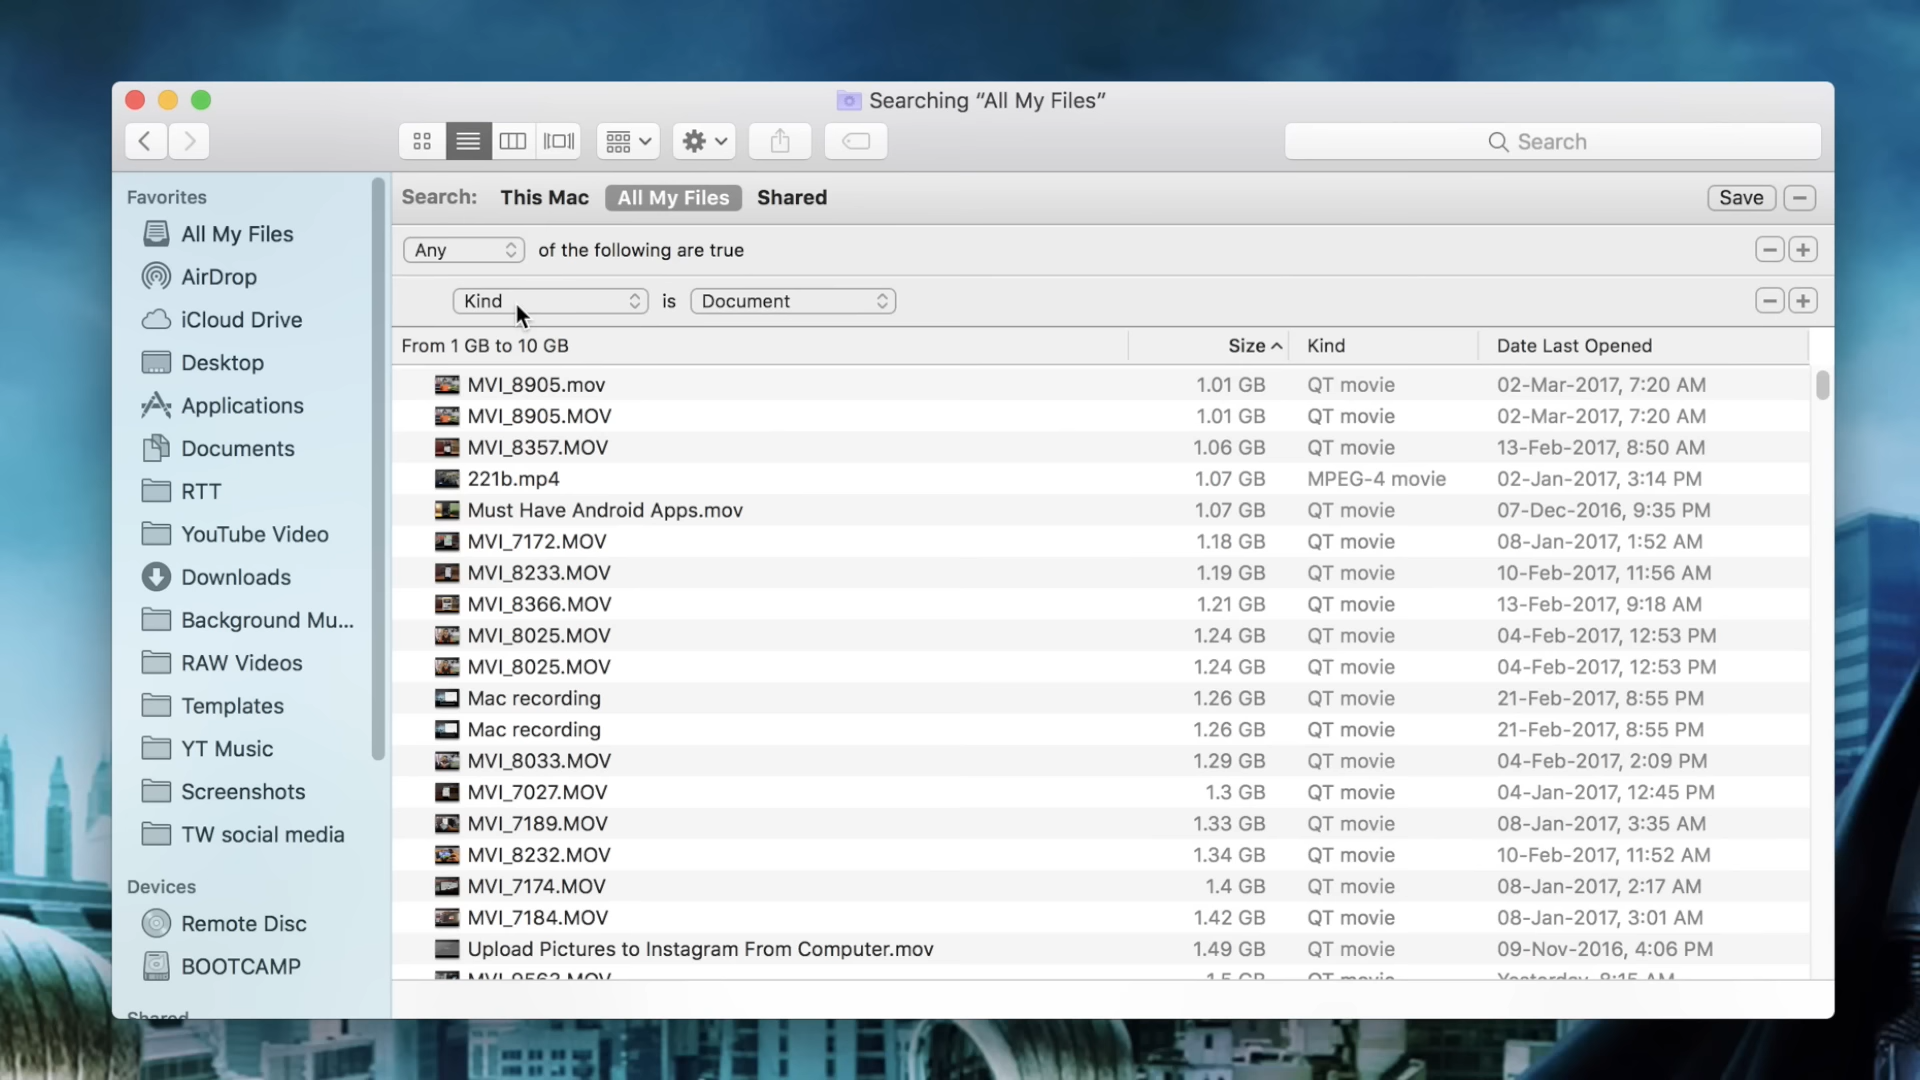 Searching “All My Files”
Search
Favorites
All My Files
AirDrop
iCloud Drive
Desktop
Applications
Documents
RTT
YouTube Video
Downloads
Background Mu...
RAW Videos
Templates
YT Music
Screenshots
TW social media
Devices
Remote Disc
BOOTCAMP
Shared
Search: This Mac All My Files Shared Save
Any of the following are true
Kind is Document
From 1 GB to 10 GB Size Kind Date Last Opened
MVI_8905.mov 1.01 GB QT movie 02-Mar-2017, 7:20 AM
MVI_8905.MOV 1.01 GB QT movie 02-Mar-2017, 7:20 AM
MVI_8357.MOV 1.06 GB QT movie 13-Feb-2017, 8:50 AM
221b.mp4 1.07 GB MPEG-4 movie 02-Jan-2017, 3:14 PM
Must Have Android Apps.mov 1.07 GB QT movie 07-Dec-2016, 9:35 PM
MVI_7172.MOV 1.18 GB QT movie 08-Jan-2017, 1:52 AM
MVI_8233.MOV 1.19 GB QT movie 10-Feb-2017, 11:56 AM
MVI_8366.MOV 1.21 GB QT movie 13-Feb-2017, 9:18 AM
MVI_8025.MOV 1.24 GB QT movie 04-Feb-2017, 12:53 PM
MVI_8025.MOV 1.24 GB QT movie 04-Feb-2017, 12:53 PM
Mac recording 1.26 GB QT movie 21-Feb-2017, 8:55 PM
Mac recording 1.26 GB QT movie 21-Feb-2017, 8:55 PM
MVI_8033.MOV 1.29 GB QT movie 04-Feb-2017, 2:09 PM
MVI_7027.MOV 1.3 GB QT movie 04-Jan-2017, 12:45 PM
MVI_7189.MOV 1.33 GB QT movie 08-Jan-2017, 3:35 AM
MVI_8232.MOV 1.34 GB QT movie 10-Feb-2017, 11:52 AM
MVI_7174.MOV 1.4 GB QT movie 08-Jan-2017, 2:17 AM
MVI_7184.MOV 1.42 GB QT movie 08-Jan-2017, 3:01 AM
Upload Pictures to Instagram From Computer.mov 1.49 GB QT movie 09-Nov-2016, 4:06 PM
1.5 GB QT movie Yesterday, 8:15 AM